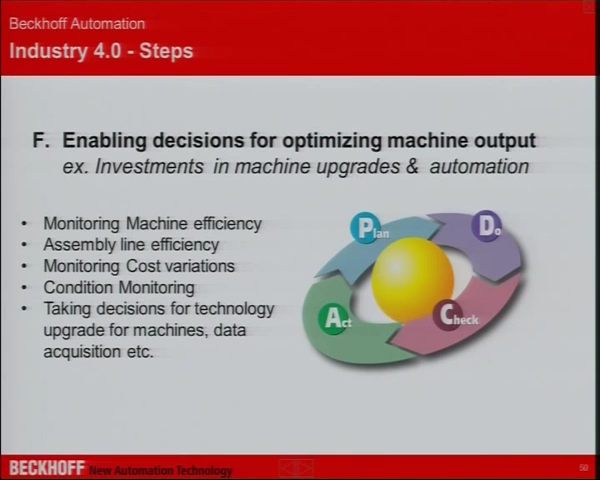 Beckhoff Automation
Industry 4.0 - Steps
F. Enabling decisions for optimizing machine output
ex. Investments in machine upgrades & automation
• Monitoring Machine efficiency
• Assembly line efficiency
• Monitoring Cost variations
• Condition Monitoring
• Taking decisions for technology
upgrade for machines, data
acquisition etc.
Plan
Do
Act
Check
BECKHOFF New Automation Technology
50